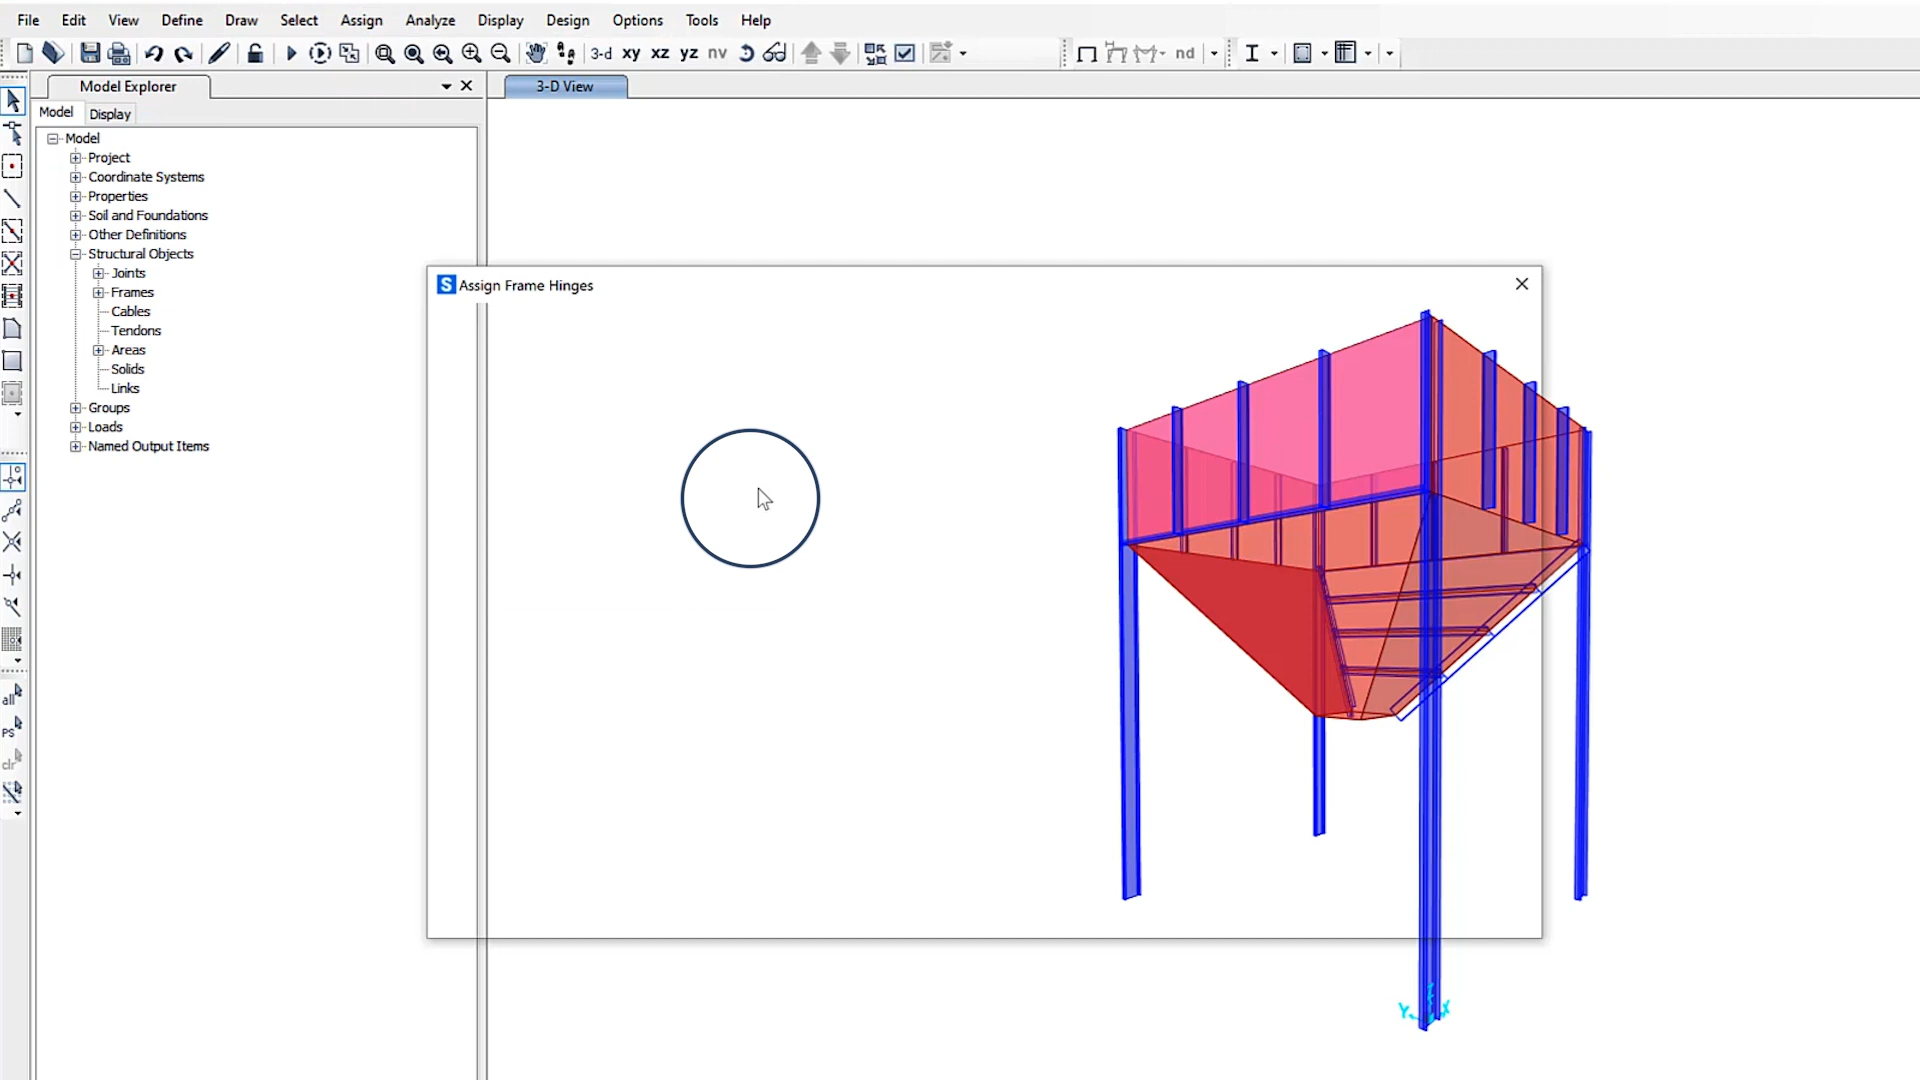 File Edit View Define Draw Select Assign Analyze Display Design Options Tools Help
3-d xy xz yz nv nd
Model Explorer
3-D View
Model Display
Model
Project
Coordinate Systems
Properties
Soil and Foundations
Other Definitions
Structural Objects
Joints
Frames
Cables
Tendons
Areas
Solids
Links
Groups
Loads
Named Output Items
S Assign Frame Hinges
all
PS
clr
Y X